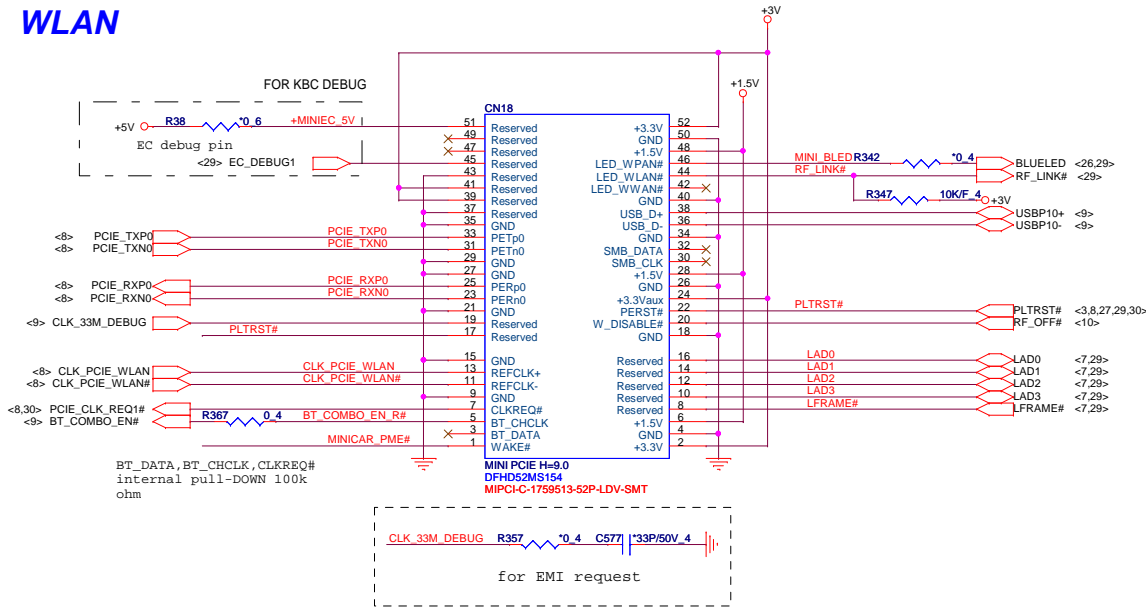 WLAN
+3V
+1.5V
FOR KBC DEBUG
+5V R38 *0_6 +MINIEC_5V
EC debug pin
<29> EC_DEBUG1
CN18
51 Reserved +3.3V 52
49 Reserved GND 50
47 Reserved +1.5V 48
45 Reserved LED_WPAN# 46 MINI_BLED R342 *0_4 BLUELED <26,29>
43 Reserved LED_WLAN# 44 RF_LINK# RF_LINK# <29>
41 Reserved LED_WWAN# 42
R347 10K/F_4 +3V
39 Reserved GND 40
37 Reserved USB_D+ 38 USBP10+ <9>
35 GND USB_D- 36 USBP10- <9>
<8> PCIE_TXP0 PCIE_TXP0 33 PETp0 GND 34
<8> PCIE_TXN0 PCIE_TXN0 31 PETn0 SMB_DATA 32
29 GND SMB_CLK 30
27 GND +1.5V 28
<8> PCIE_RXP0 PCIE_RXP0 25 PERp0 GND 26
<8> PCIE_RXN0 PCIE_RXN0 23 PERn0 +3.3Vaux 24
21 GND PERST# 22 PLTRST# PLTRST# <3,8,27,29,30>
<9> CLK_33M_DEBUG 19 Reserved W_DISABLE# 20 RF_OFF# <10>
PLTRST# 17 Reserved GND 18
15 GND Reserved 16 LAD0 LAD0 <7,29>
<8> CLK_PCIE_WLAN CLK_PCIE_WLAN 13 REFCLK+ Reserved 14 LAD1 LAD1 <7,29>
<8> CLK_PCIE_WLAN# CLK_PCIE_WLAN# 11 REFCLK- Reserved 12 LAD2 LAD2 <7,29>
9 GND Reserved 10 LAD3 LAD3 <7,29>
<8,30> PCIE_CLK_REQ1# 7 CLKREQ# Reserved 8 LFRAME# LFRAME# <7,29>
<9> BT_COMBO_EN# R367 0_4 BT_COMBO_EN_R# 5 BT_CHCLK +1.5V 6
3 BT_DATA GND 4
MINICAR_PME# 1 WAKE# +3.3V 2
BT_DATA,BT_CHCLK,CLKREQ#
internal pull-DOWN 100k
ohm
MINI PCIE H=9.0
DFHD52MS154
MIPCI-C-1759513-52P-LDV-SMT
CLK_33M_DEBUG R357 *0_4 C577 *33P/50V_4
for EMI request